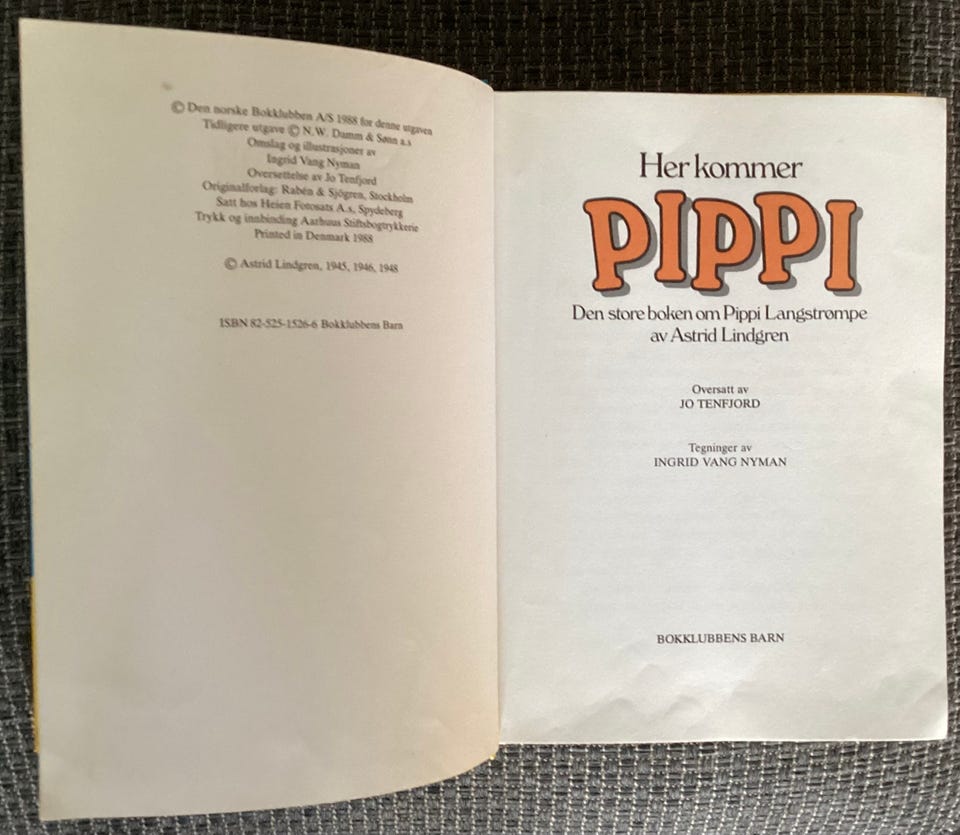 © Den norske Bokklubben A/S 1988 for denne utgaven
Tidligere utgave © N.W. Damm & Sønn a.s
Omslag og illustrasjoner av
Ingrid Vang Nyman
Oversettelse av Jo Tenfjord
Originalforlag: Rabén & Sjögren, Stockholm
Satt hos Heien Fotosats A.s, Spydeberg
Trykk og innbinding Aarhuus Stiftsbogtrykkerie
Printed in Denmark 1988
© Astrid Lindgren, 1945, 1946, 1948
ISBN 82-525-1526-6 Bokklubbens Barn
Her kommer
PIPPI
Den store boken om Pippi Langstrømpe
av Astrid Lindgren
Oversatt av
JO TENFJORD
Tegninger av
INGRID VANG NYMAN
BOKKLUBBENS BARN